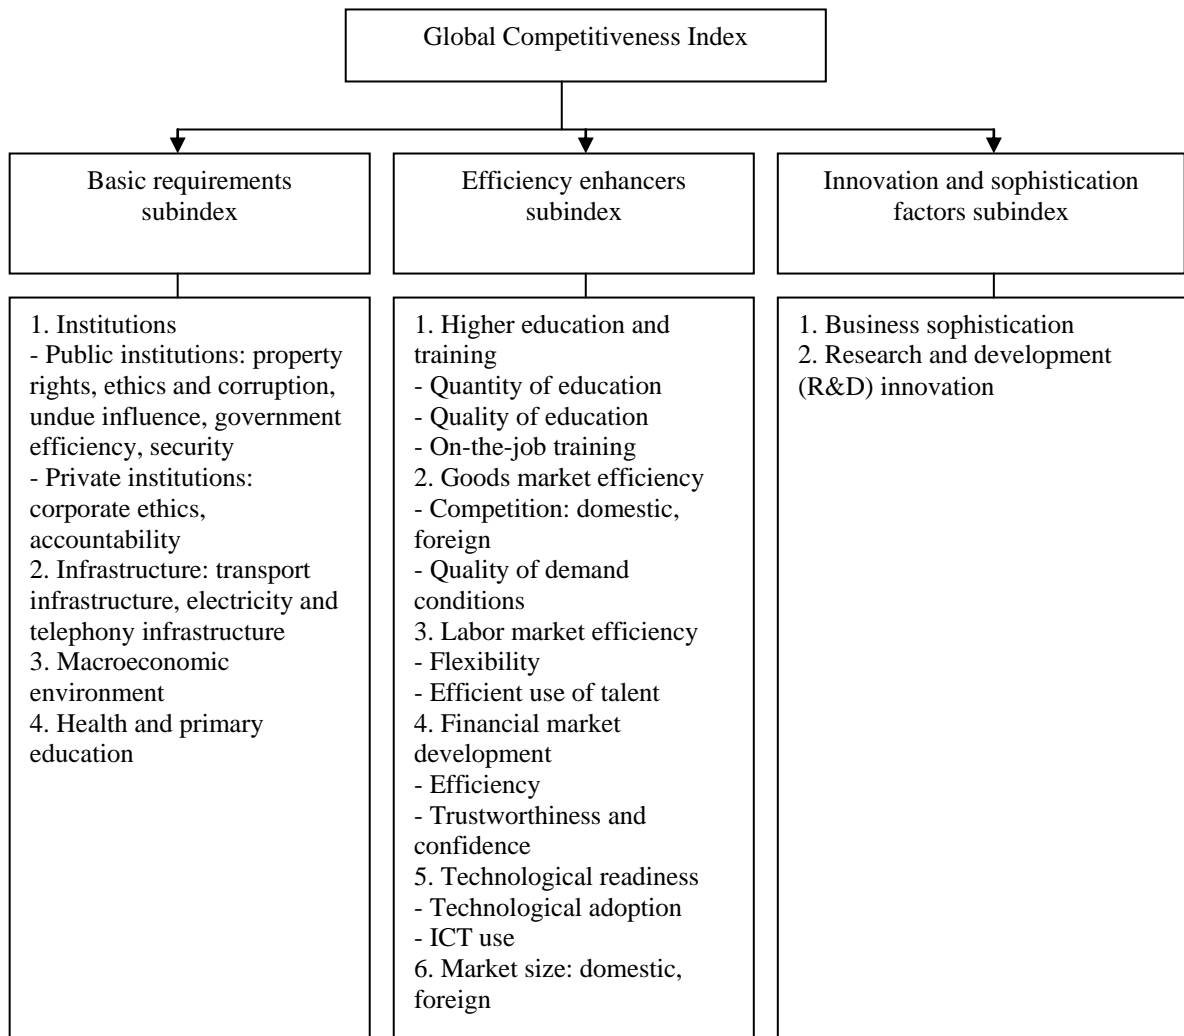 Global Competitiveness Index
Basic requirements
subindex
Efficiency enhancers
subindex
Innovation and sophistication
factors subindex
1. Institutions
- Public institutions: property
rights, ethics and corruption,
undue influence, government
efficiency, security
- Private institutions:
corporate ethics,
accountability
2. Infrastructure: transport
infrastructure, electricity and
telephony infrastructure
3. Macroeconomic
environment
4. Health and primary
education
1. Higher education and
training
- Quantity of education
- Quality of education
- On-the-job training
2. Goods market efficiency
- Competition: domestic,
foreign
- Quality of demand
conditions
3. Labor market efficiency
- Flexibility
- Efficient use of talent
4. Financial market
development
- Efficiency
- Trustworthiness and
confidence
5. Technological readiness
- Technological adoption
- ICT use
6. Market size: domestic,
foreign
1. Business sophistication
2. Research and development
(R&D) innovation